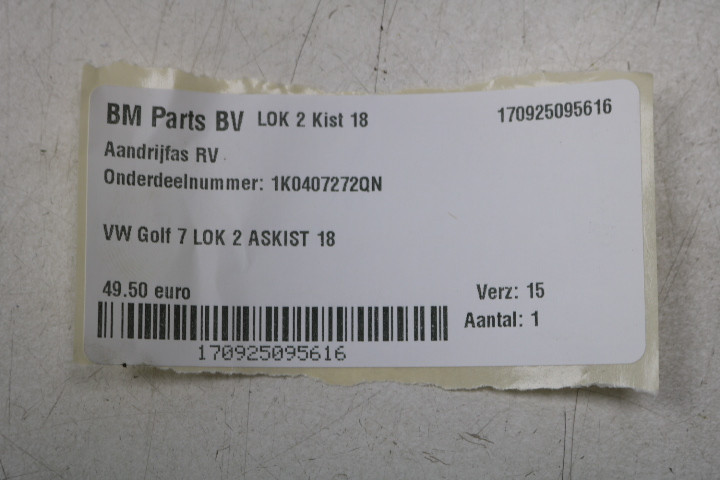 BM Parts BV LOK 2 Kist 18 170925095616
Aandrijfas RV
Onderdeelnummer: 1K0407272QN
VW Golf 7 LOK 2 ASKIST 18
49.50 euro Verz: 15
Aantal: 1
170925095616